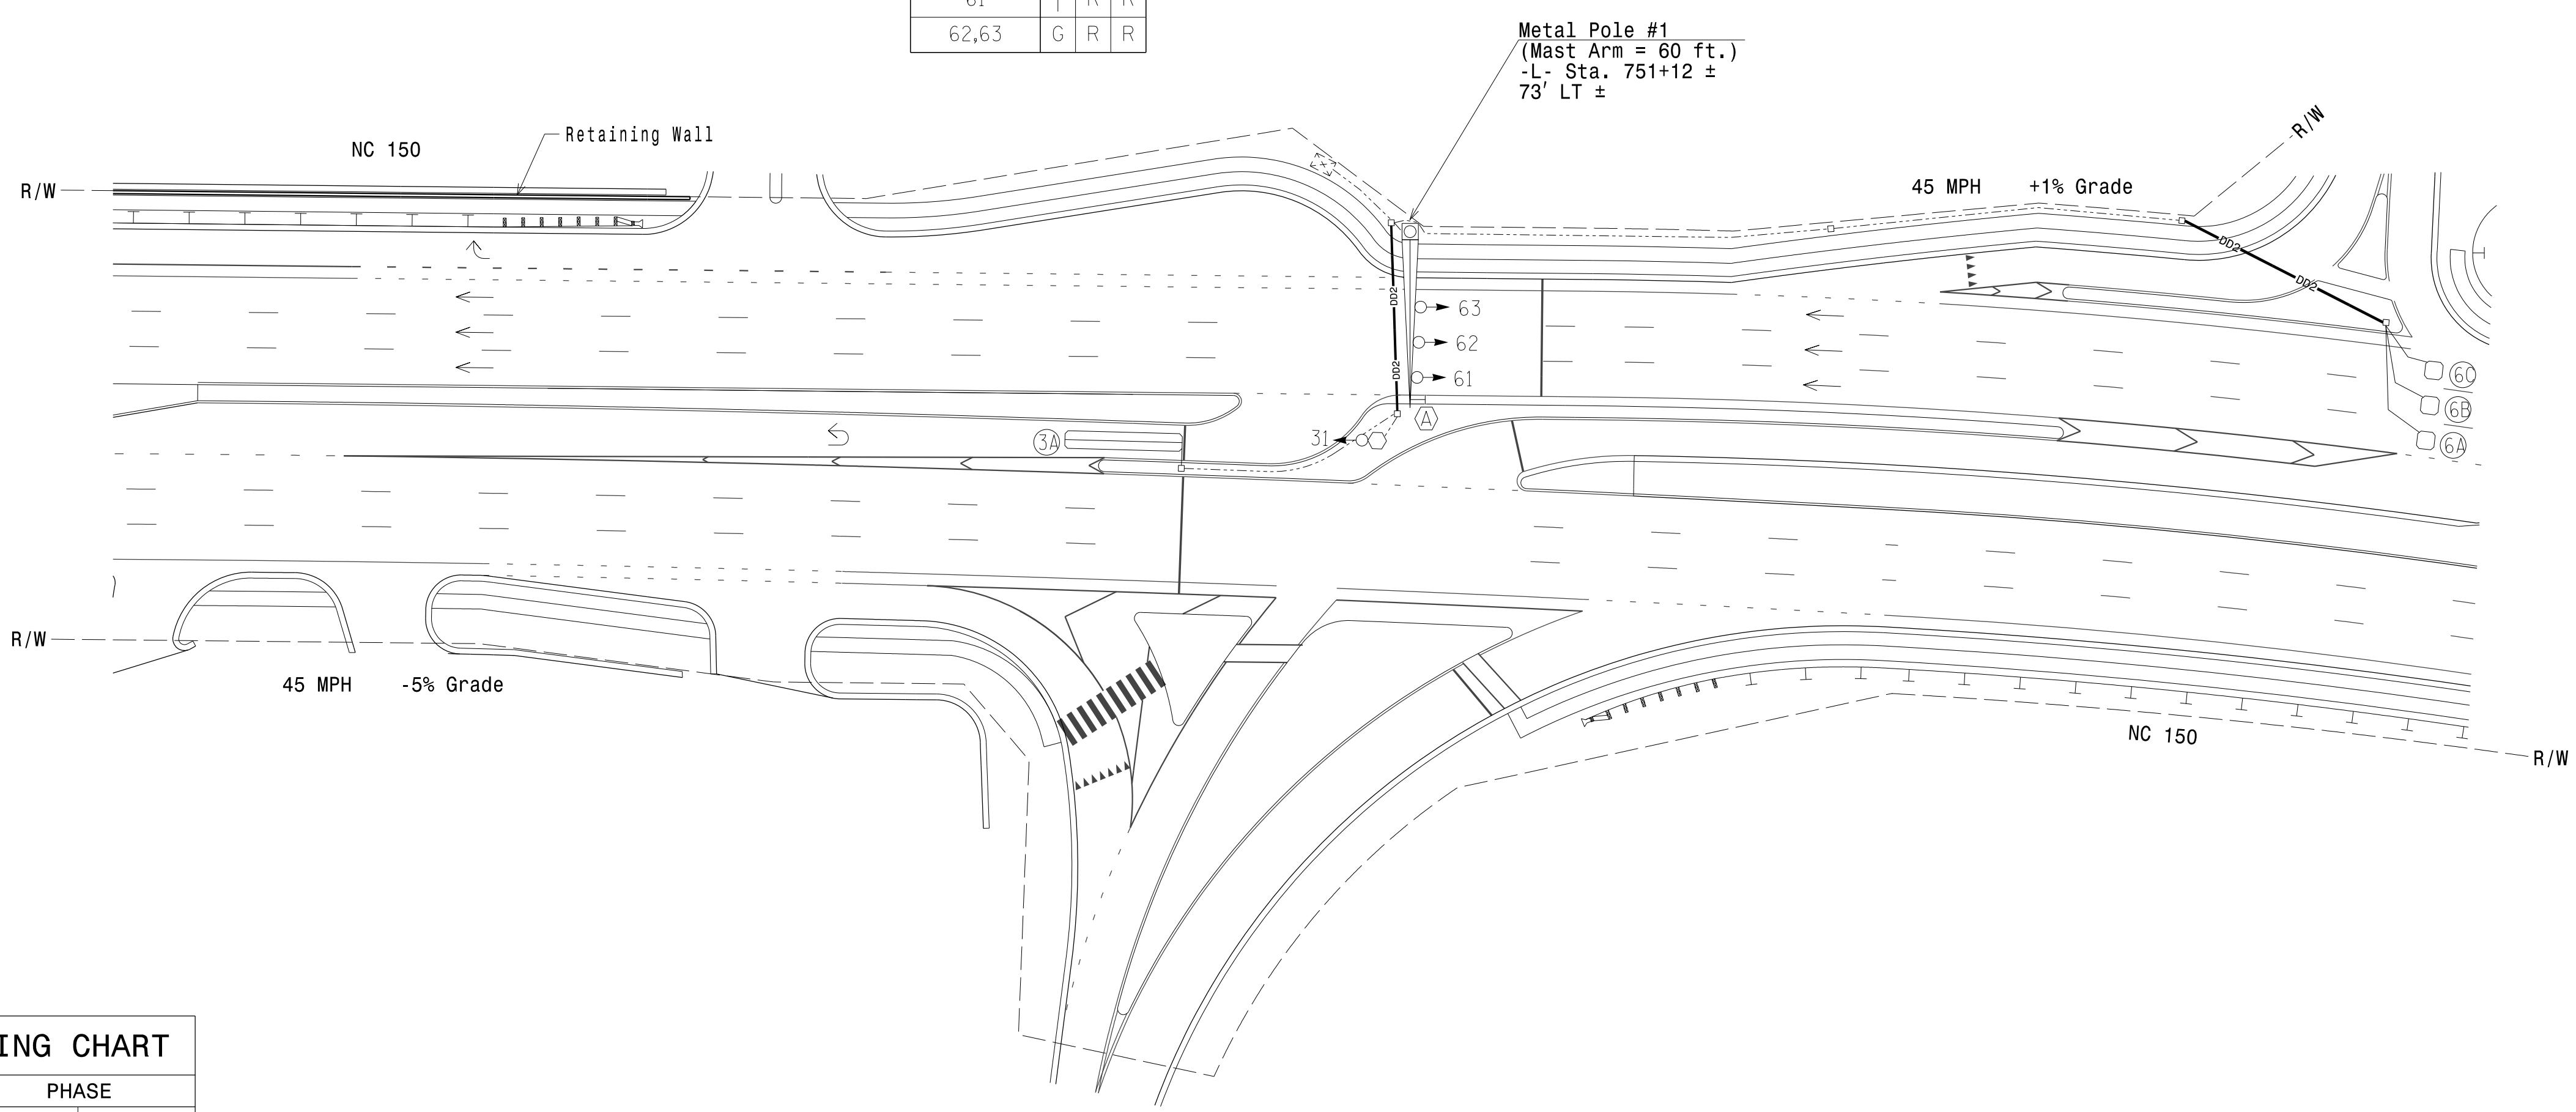 62,63 G R R
Metal Pole #1
(Mast Arm = 60 ft.)
-L- Sta. 751+12 ±
73' LT ±
NC 150
Retaining Wall
R/W
R/W
45 MPH +1% Grade
DD2
DD2
DD2
DD2
63
62
61
A
31
3A
6C
6B
6A
R/W
45 MPH -5% Grade
NC 150
R/W
ING CHART
PHASE